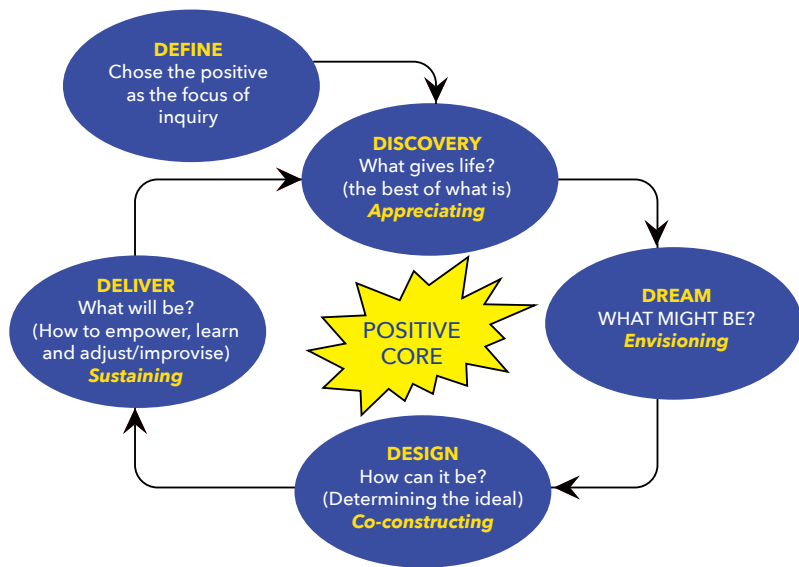 DEFINE
Chose the positive
as the focus of
inquiry
DISCOVERY
What gives life?
(the best of what is)
Appreciating
DREAM
WHAT MIGHT BE?
Envisioning
DESIGN
How can it be?
(Determining the ideal)
Co-constructing
DELIVER
What will be?
(How to empower, learn
and adjust/improvise)
Sustaining
POSITIVE
CORE